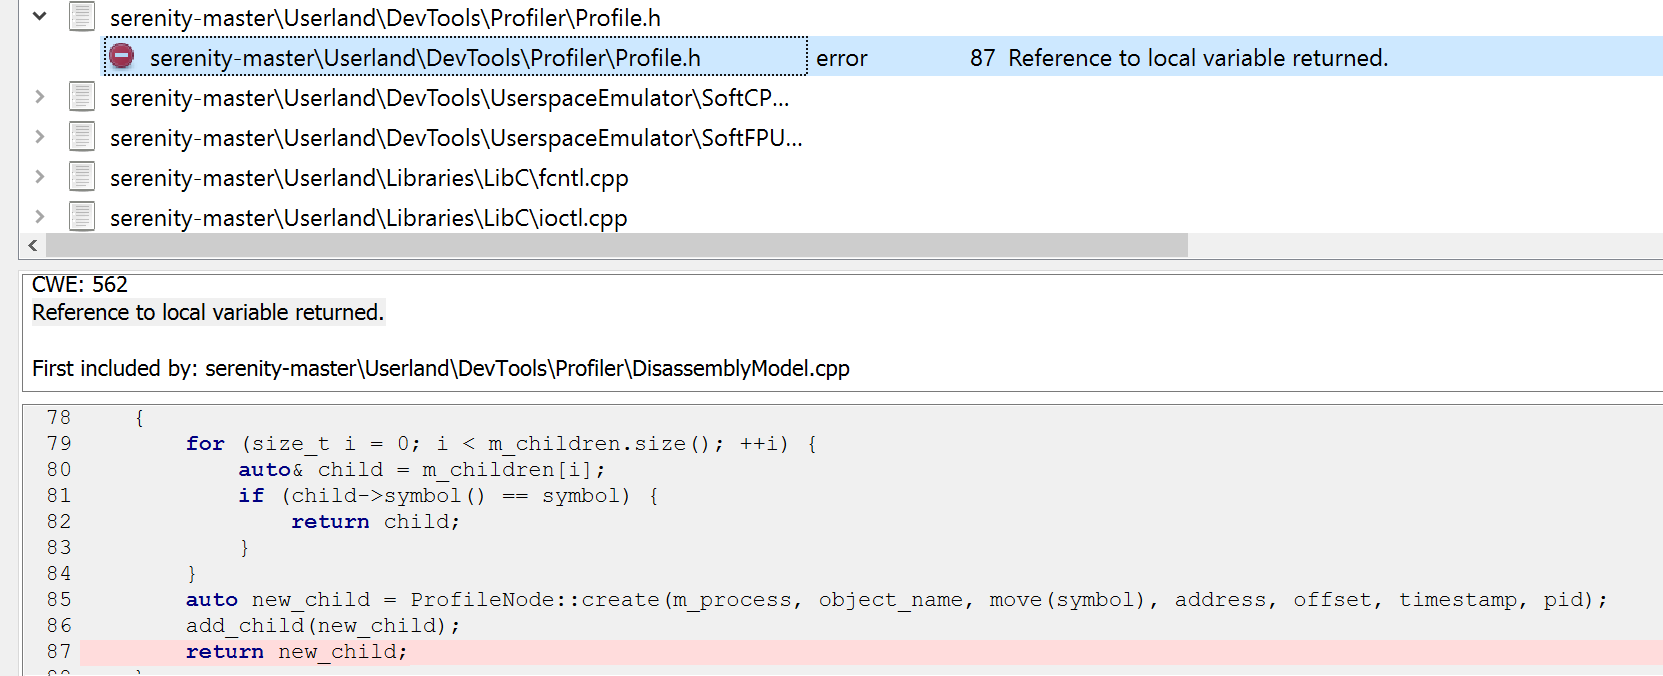 serenity-master\Userland\DevTools\Profiler\Profile.h
serenity-master\Userland\DevTools\Profiler\Profile.h error 87 Reference to local variable returned.
serenity-master\Userland\DevTools\UserspaceEmulator\SoftCP...
serenity-master\Userland\DevTools\UserspaceEmulator\SoftFPU...
serenity-master\Userland\Libraries\LibC\fcntl.cpp
serenity-master\Userland\Libraries\LibC\ioctl.cpp
CWE: 562
Reference to local variable returned.
First included by: serenity-master\Userland\DevTools\Profiler\DisassemblyModel.cpp
78 {
79 for (size_t i = 0; i < m_children.size(); ++i) {
80 auto& child = m_children[i];
81 if (child->symbol() == symbol) {
82 return child;
83 }
84 }
85 auto new_child = ProfileNode::create(m_process, object_name, move(symbol), address, offset, timestamp, pid);
86 add_child(new_child);
87 return new_child;